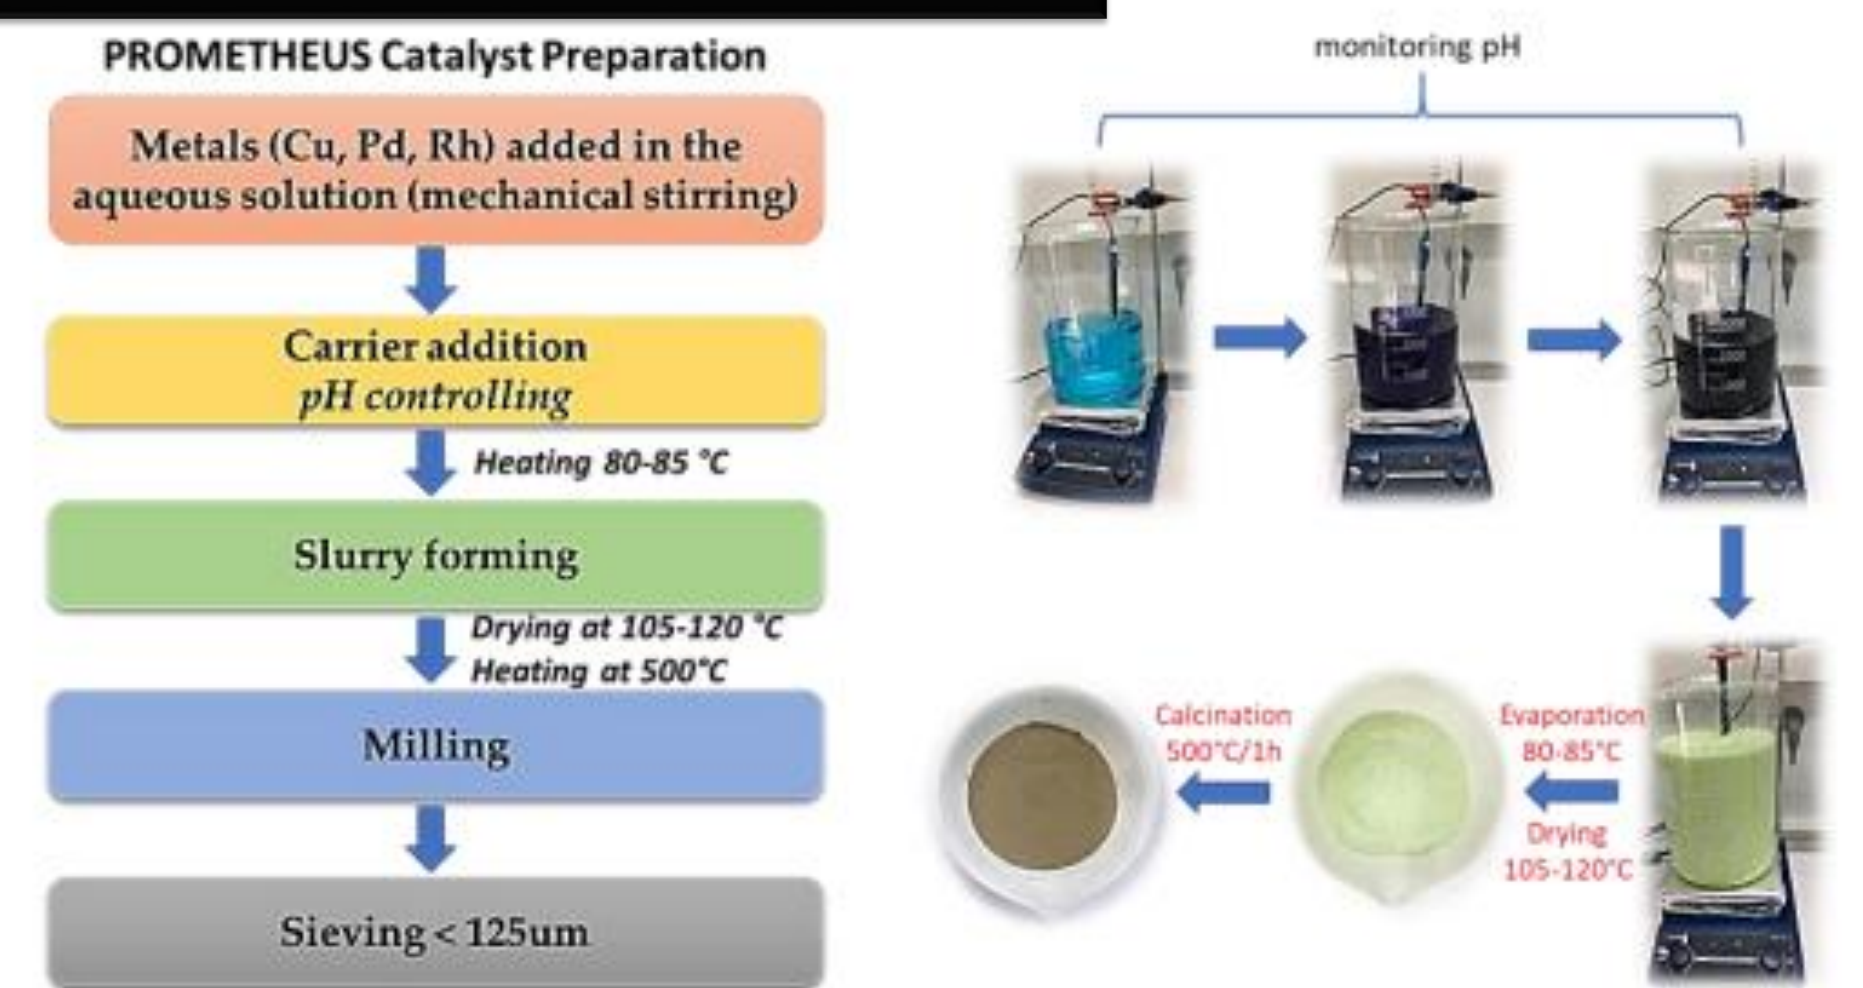 PROMETHEUS Catalyst Preparation
Metals (Cu, Pd, Rh) added in the
aqueous solution (mechanical stirring)
Carrier addition
pH controlling
Heating 80-85 °C
Slurry forming
Drying at 105-120 °C
Heating at 500°C
Milling
Sieving < 125um
monitoring pH
Evaporation
80-85°C
Drying
105-120°C
Calcination
500°C/1h